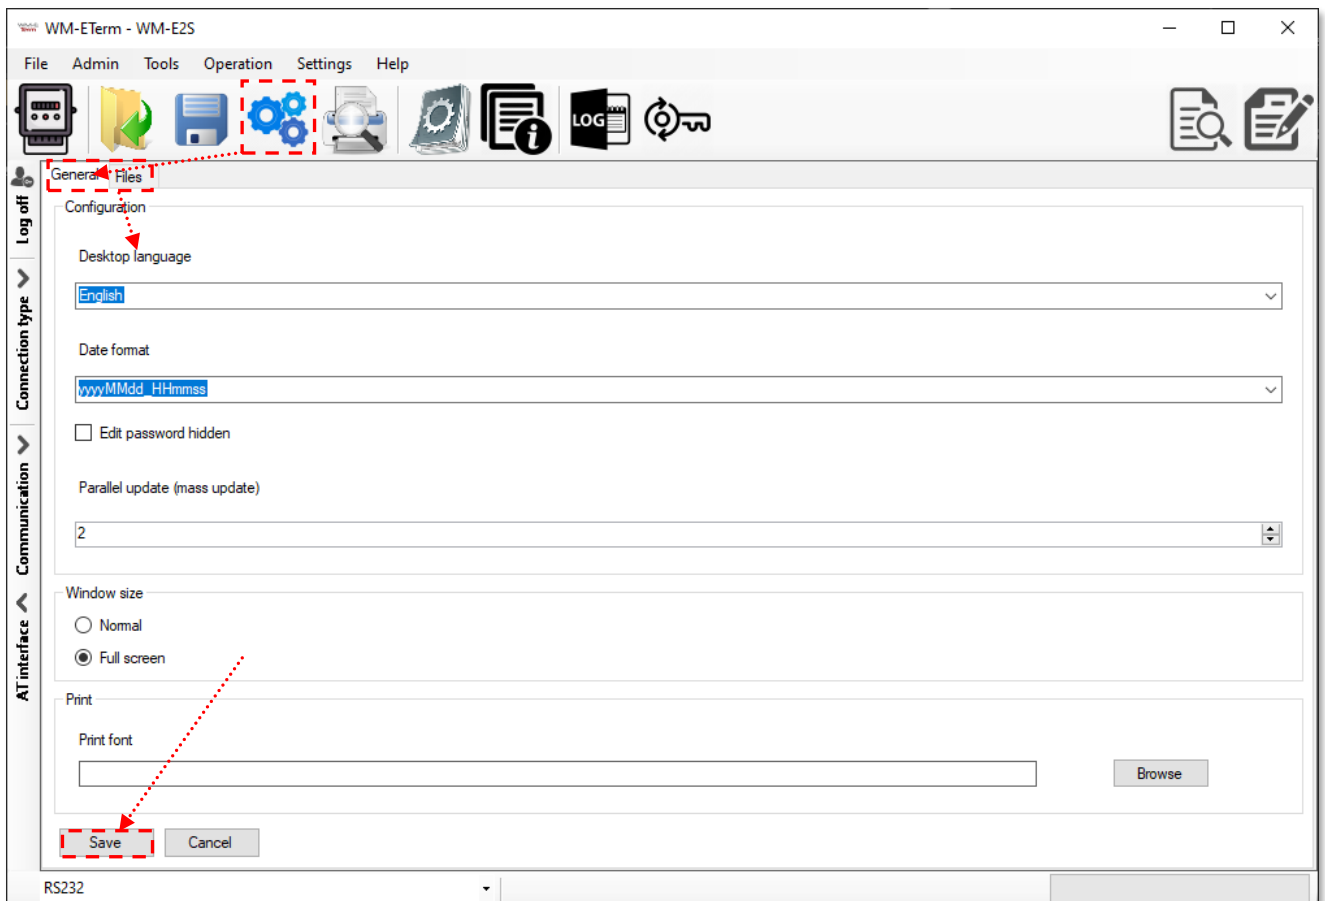 WM-ETerm - WM-E2S
File Admin Tools Operation Settings Help
LOG
General Files
Log off
Connection type
Communication
AT interface
Configuration
Desktop language
English
Date format
yyyyMMdd_HHmmss
Edit password hidden
Parallel update (mass update)
2
Window size
Normal
Full screen
Print
Print font
Browse
Save Cancel
RS232